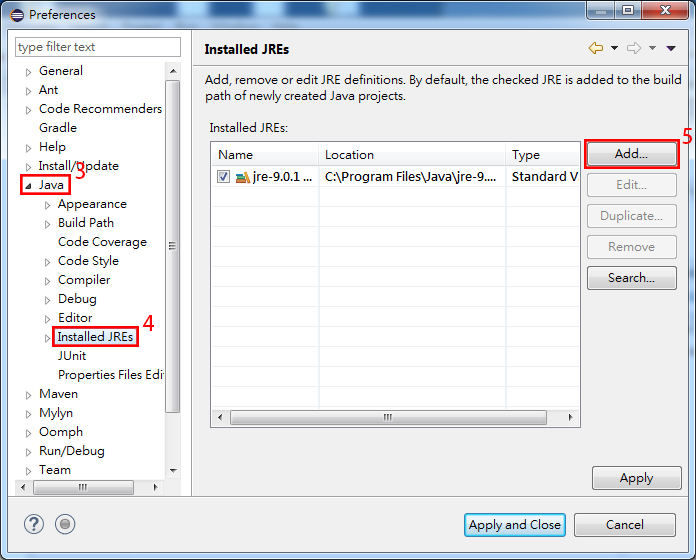 Preferences
type filter text
General
Ant
Code Recommenders
Gradle
Help
Install/Update
Java
3
Appearance
Build Path
Code Coverage
Code Style
Compiler
Debug
Editor
Installed JREs
4
JUnit
Properties Files Edi
Maven
Mylyn
Oomph
Run/Debug
Team
Installed JREs
Add, remove or edit JRE definitions. By default, the checked JRE is added to the build
path of newly created Java projects.
Installed JREs:
Name Location Type
jre-9.0.1 ... C:\Program Files\Java\jre-9.... Standard V
5
Add...
Edit...
Duplicate...
Remove
Search...
Apply
?
Apply and Close Cancel